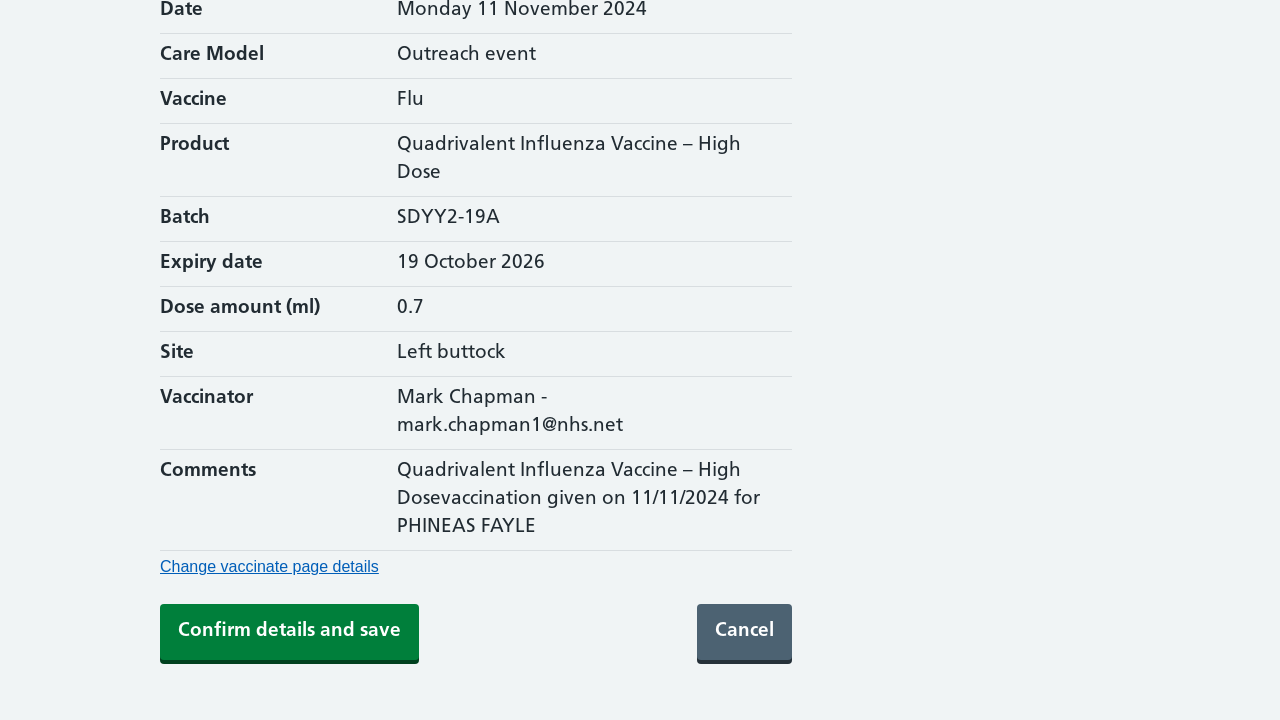 Date Monday 11 November 2024
Care Model Outreach event
Vaccine Flu
Product Quadrivalent Influenza Vaccine – High
Dose
Batch SDYY2-19A
Expiry date 19 October 2026
Dose amount (ml) 0.7
Site Left buttock
Vaccinator Mark Chapman -
mark.chapman1@nhs.net
Comments Quadrivalent Influenza Vaccine – High
Dosevaccination given on 11/11/2024 for
PHINEAS FAYLE
Change vaccinate page details
Confirm details and save Cancel